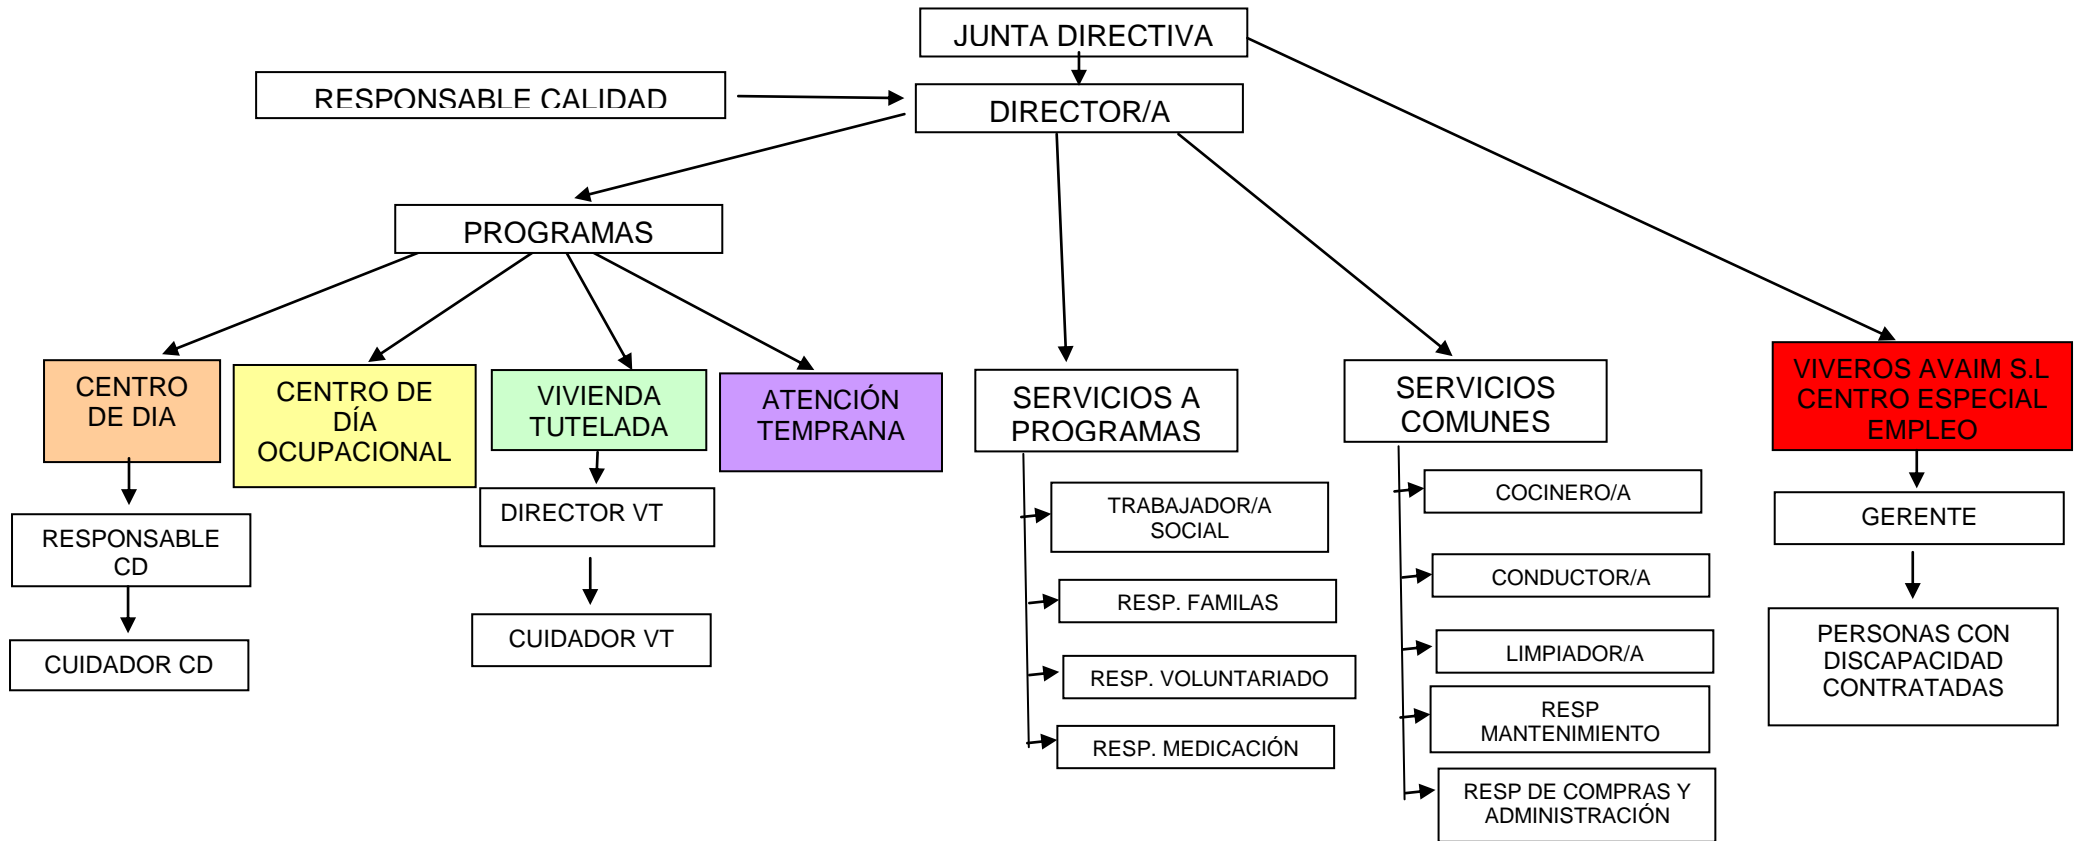 JUNTA DIRECTIVA
RESPONSABLE CALIDAD
DIRECTOR/A
PROGRAMAS
CENTRO
DE DIA
CENTRO DE
DÍA
OCUPACIONAL
VIVIENDA
TUTELADA
ATENCIÓN
TEMPRANA
SERVICIOS A
PROGRAMAS
SERVICIOS
COMUNES
VIVEROS AVAIM S.L
CENTRO ESPECIAL
EMPLEO
RESPONSABLE
CD
CUIDADOR CD
DIRECTOR VT
CUIDADOR VT
TRABAJADOR/A
SOCIAL
RESP. FAMILAS
RESP. VOLUNTARIADO
RESP. MEDICACIÓN
COCINERO/A
CONDUCTOR/A
LIMPIADOR/A
RESP
MANTENIMIENTO
RESP DE COMPRAS Y
ADMINISTRACIÓN
GERENTE
PERSONAS CON
DISCAPACIDAD
CONTRATADAS